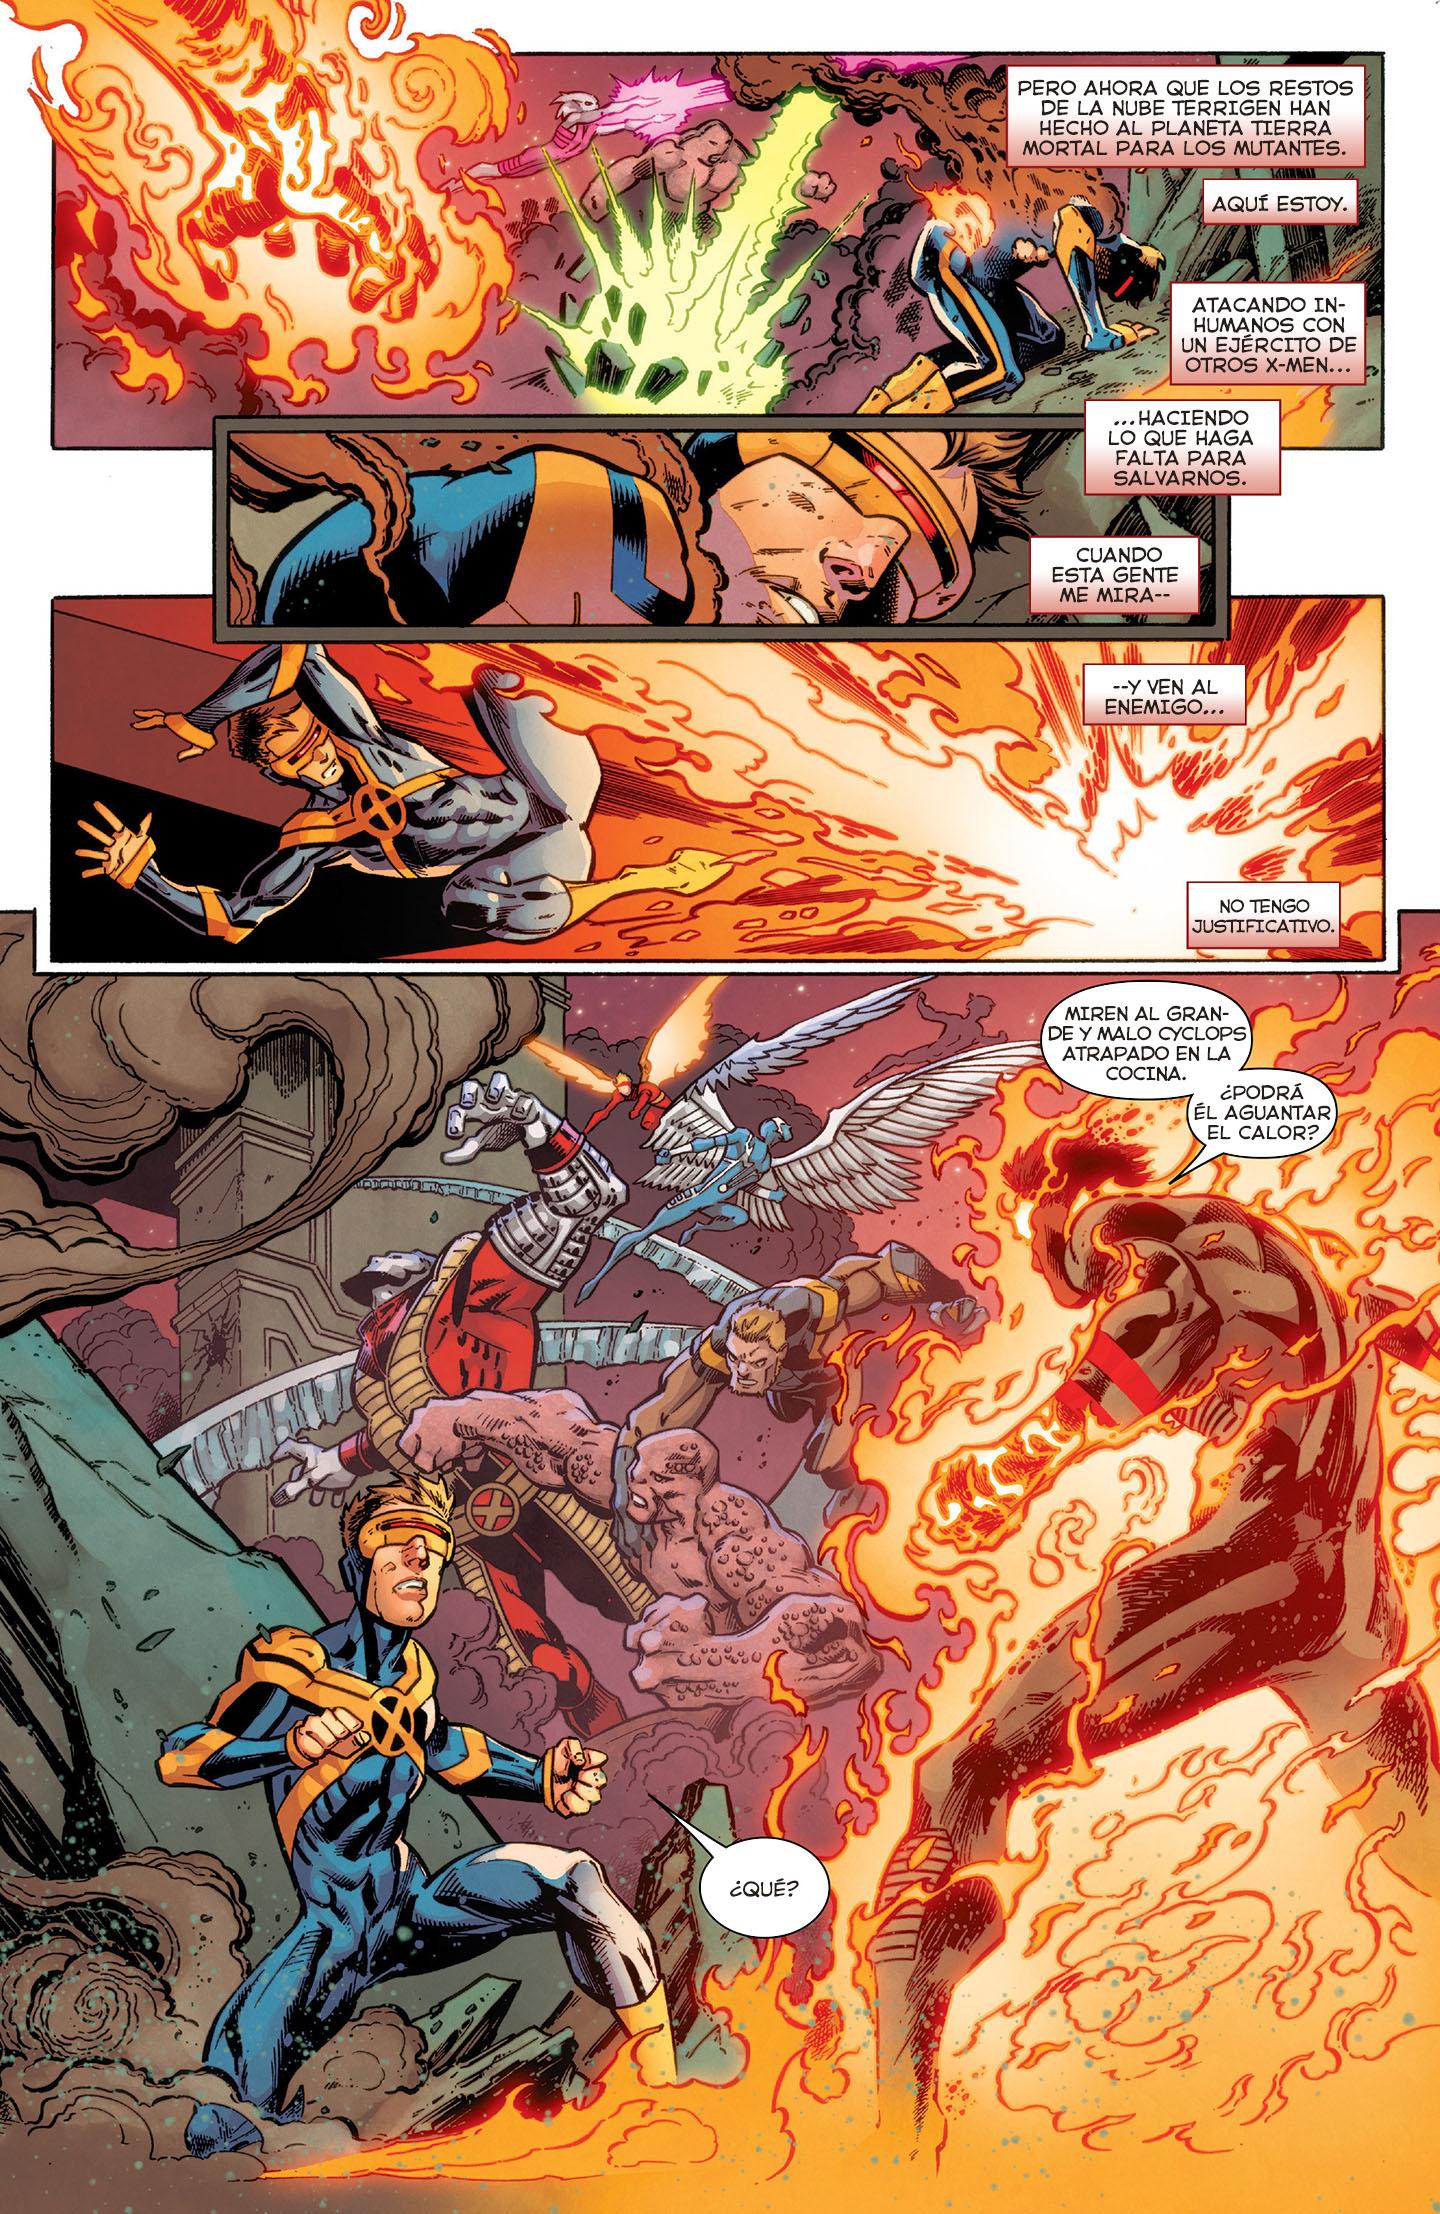 PERO AHORA QUE LOS RESTOS
DE LA NUBE TERRIGEN HAN
HECHO AL PLANETA TIERRA
MORTAL PARA LOS MUTANTES.
AQUÍ ESTOY.
ATACANDO IN-
HUMANOS CON
UN EJÉRCITO DE
OTROS X-MEN...
...HACIENDO
LO QUE HAGA
FALTA PARA
SALVARNOS.
CUANDO
ESTA GENTE
ME MIRA--
--Y VEN AL
ENEMIGO...
NO TENGO
JUSTIFICATIVO.
MIREN AL GRAN-
DE Y MALO CYCLOPS
ATRAPADO EN LA
COCINA.
¿PODRÁ
ÉL AGUANTAR
EL CALOR?
¿QUÉ?